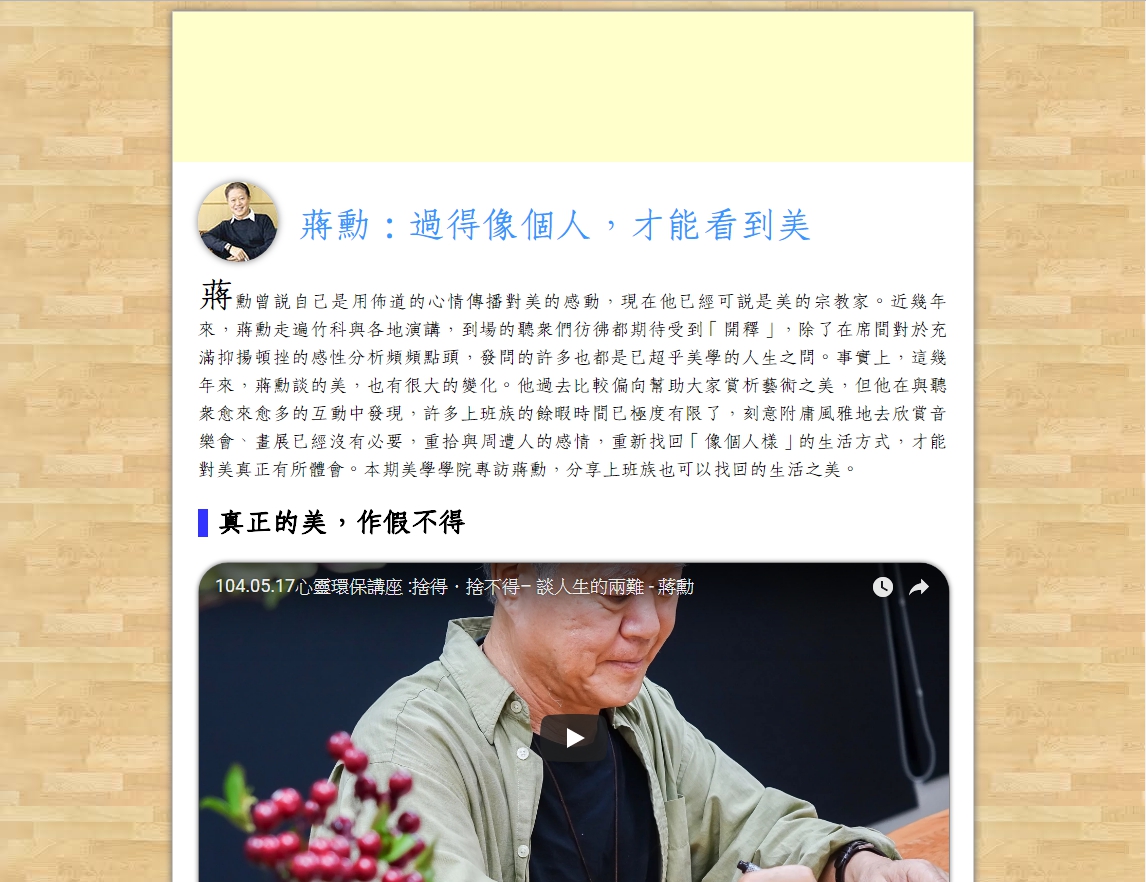 蔣勳：過得像個人，才能看到美
蔣勳曾說自己是用佈道的心情傳播對美的感動，現在他已經可說是美的宗教家。近幾年
來，蔣勳走遍竹科與各地演講，到場的聽衆們彷彿都期待受到「開釋」，除了在席間對於充
滿抑揚頓挫的感性分析頻頻點頭，發問的許多也都是已超乎美學的人生之問。事實上，這幾
年來，蔣勳談的美，也有很大的變化。他過去比較偏向幫助大家賞析藝術之美，但他在與聽
衆愈來愈多的互動中發現，許多上班族的餘暇時間已極度有限了，刻意附庸風雅地去欣賞音
樂會、畫展已經沒有必要，重拾與周遭人的感情，重新找回「像個人樣」的生活方式，才能
對美真正有所體會。本期美學學院專訪蔣勳，分享上班族也可以找回的生活之美。
真正的美，作假不得
104.05.17心靈環保講座 :捨得．捨不得– 談人生的兩難 - 蔣勳